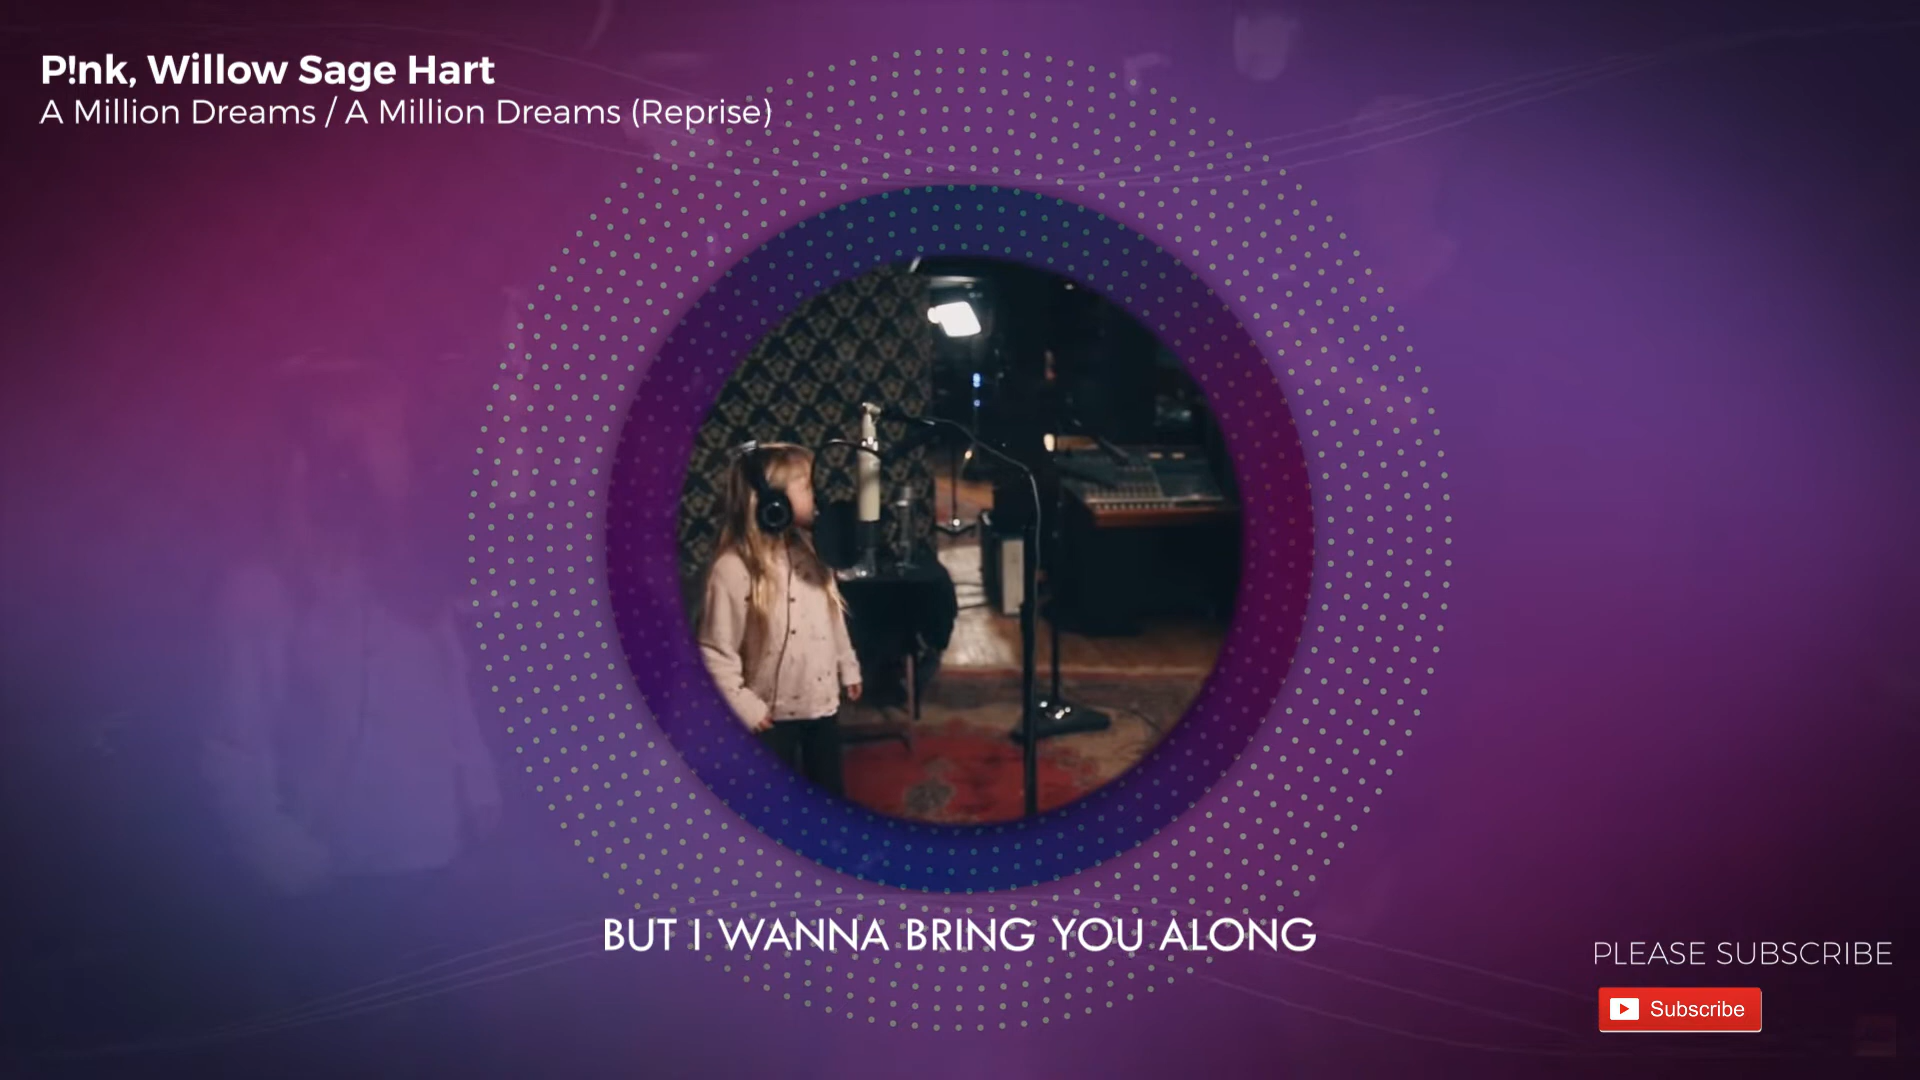 P!nk, Willow Sage Hart
A Million Dreams / A Million Dreams (Reprise)
BUT I WANNA BRING YOU ALONG
PLEASE SUBSCRIBE
Subscribe